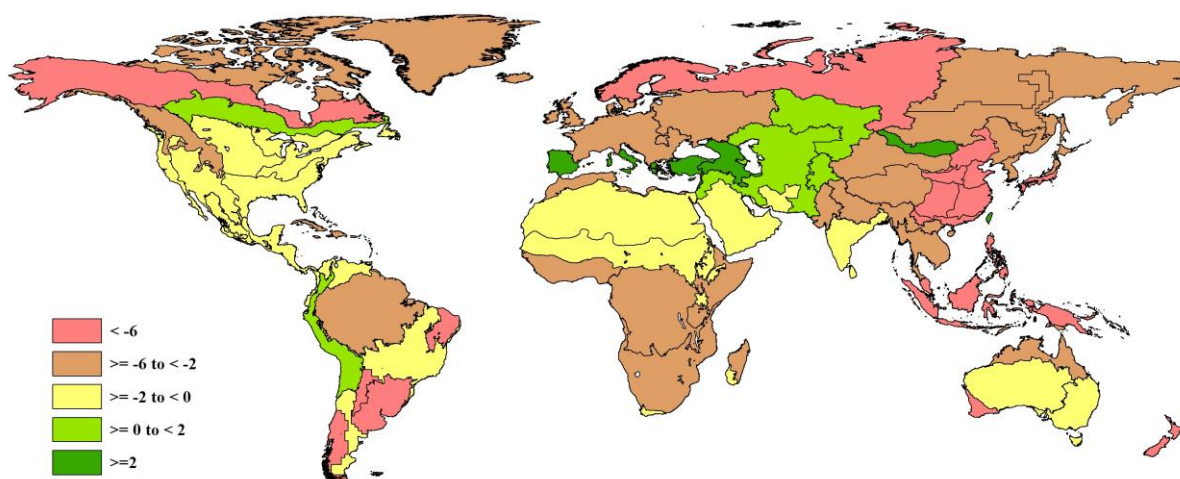 < -6
>= -6 to < -2
>= -2 to < 0
>= 0 to < 2
>=2